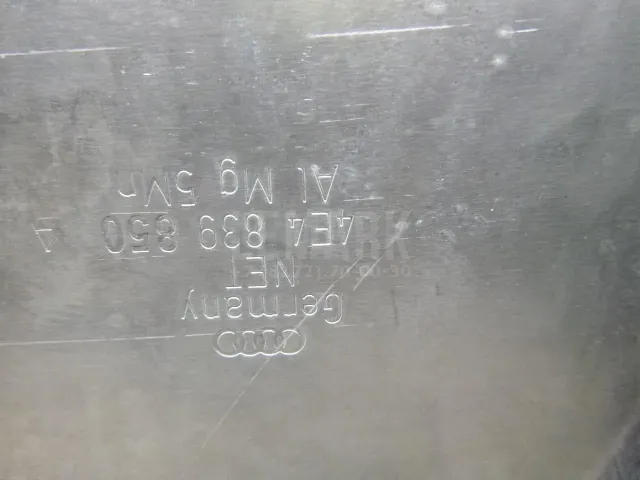 Germany
NET
4E4 839 850 A
Al Mg 5Mn